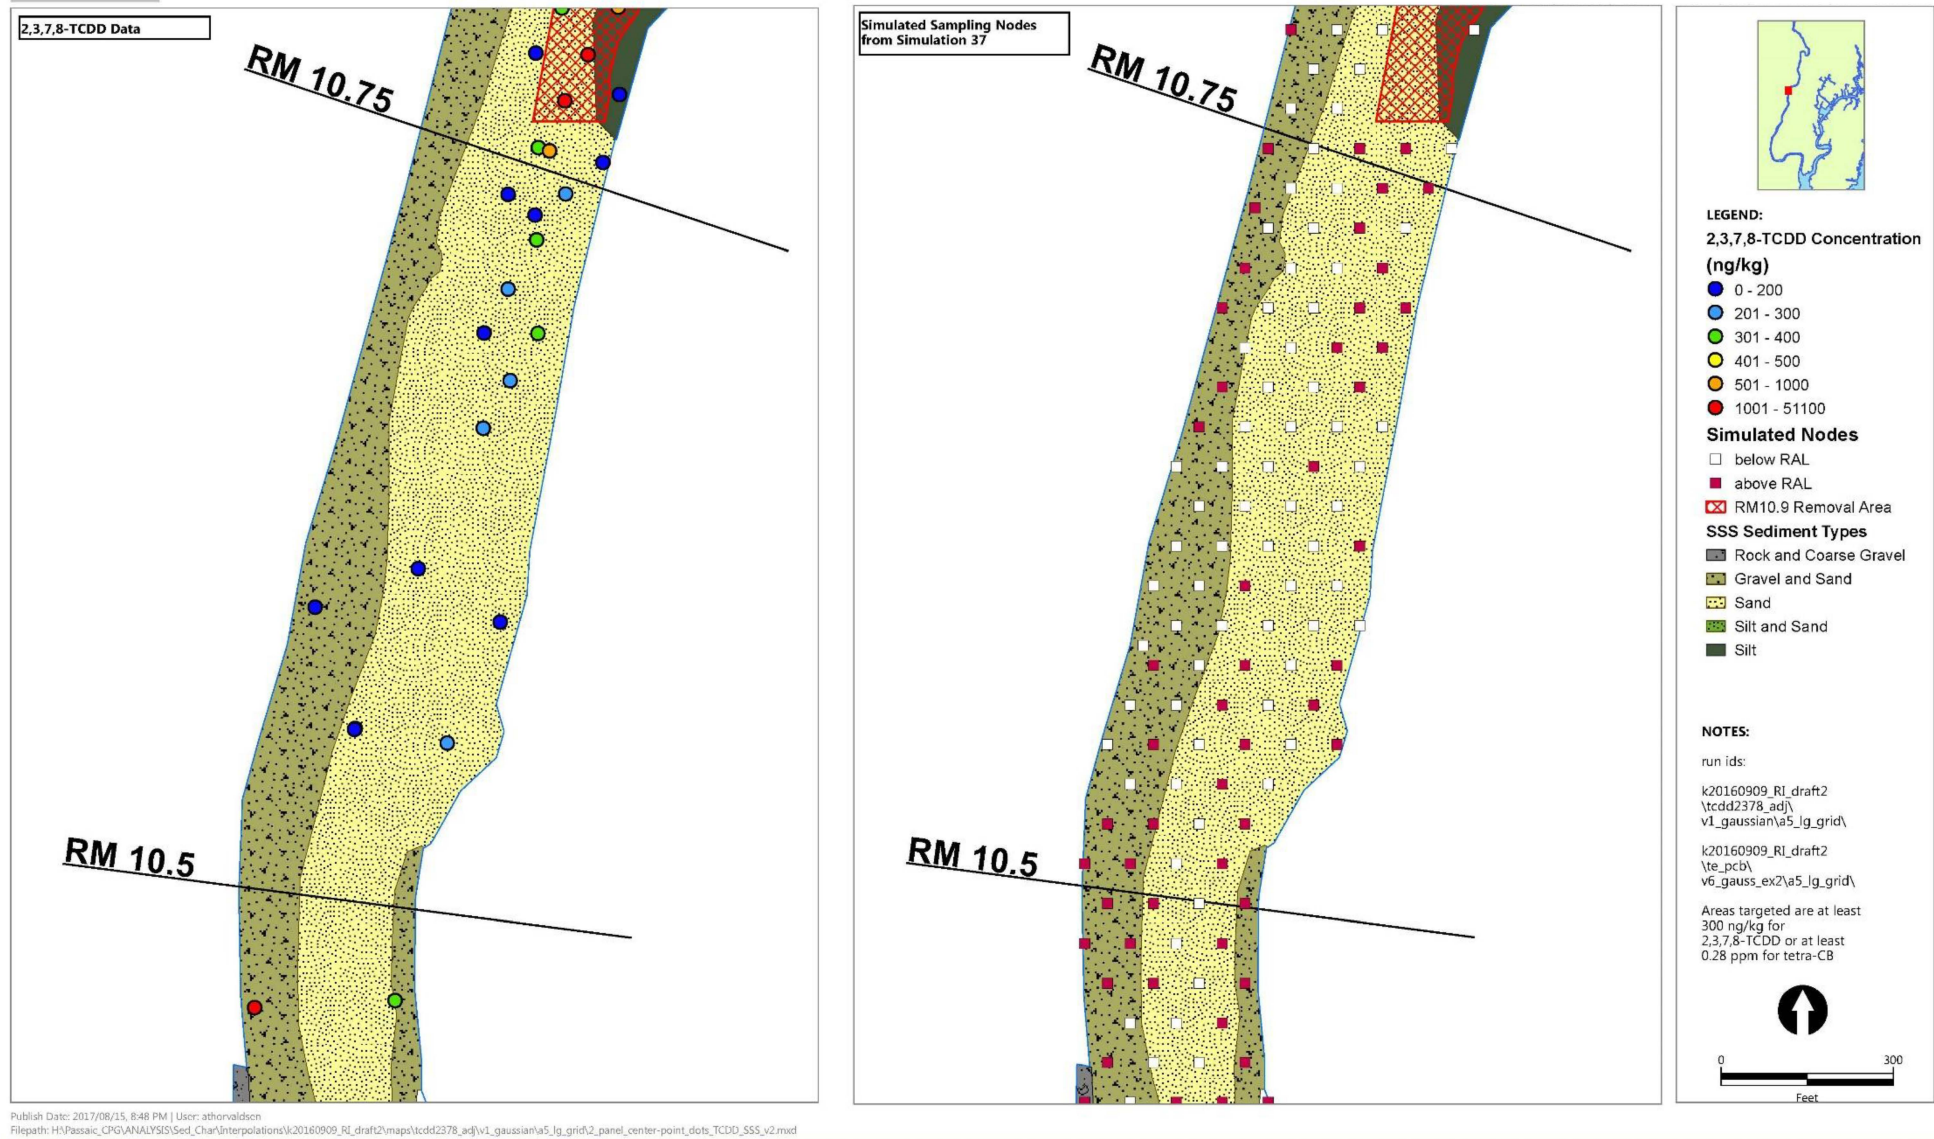 2,3,7,8-TCDD Data
RM 10.75
RM 10.5
Simulated Sampling Nodes
from Simulation 37
RM 10.75
RM 10.5
LEGEND:
2,3,7,8-TCDD Concentration
(ng/kg)
0 - 200
201 - 300
301 - 400
401 - 500
501 - 1000
1001 - 51100
Simulated Nodes
below RAL
above RAL
RM10.9 Removal Area
SSS Sediment Types
Rock and Coarse Gravel
Gravel and Sand
Sand
Silt and Sand
Silt
NOTES:
run ids:
k20160909_RI_draft2
\tcdd2378_adj\
v1_gaussian\a5_lg_grid\
k20160909_RI_draft2
\te_pcb\
v6_gauss_ex2\a5_lg_grid\
Areas targeted are at least
300 ng/kg for
2,3,7,8-TCDD or at least
0.28 ppm for tetra-CB
0 300
Feet
Publish Date: 2017/08/15, 8:48 PM | User: athorvaldsen
Filepath: H:\Passaic_CPG\ANALYSIS\Sed_Char\Interpolations\k20160909_RI_draft2\maps\tcdd2378_adj\v1_gaussian\a5_lg_grid\2_panel_center-point_dots_TCDD_SSS_v2.mxd